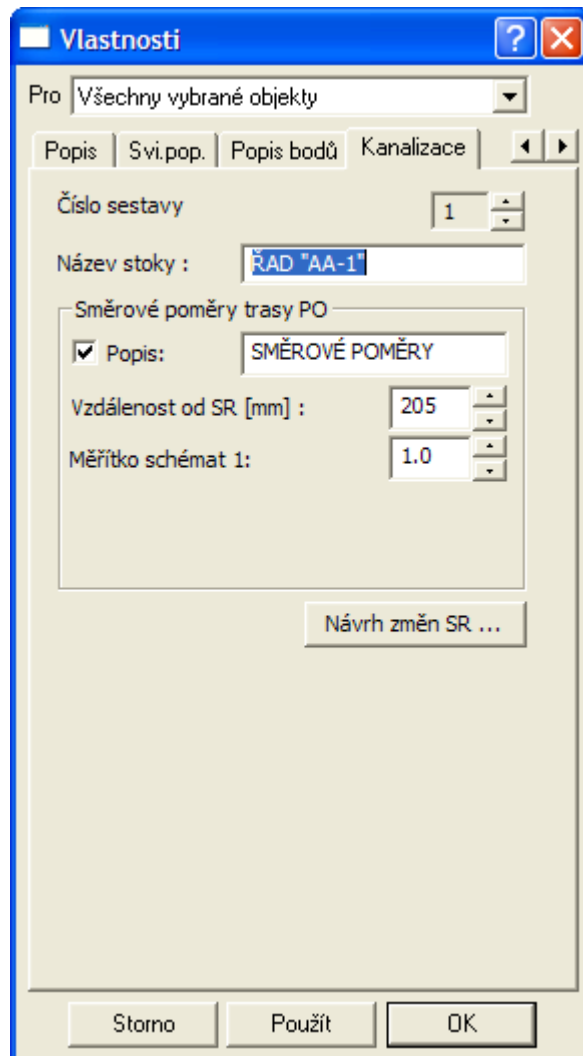 Vlastnosti
Pro Všechny vybrané objekty
Popis Svi.pop. Popis bodů Kanalizace
Číslo sestavy 1
Název stoky : ŘAD "AA-1"
Směrové poměry trasy PO
Popis: SMĚROVÉ POMĚRY
Vzdálenost od SR [mm] : 205
Měřítko schémat 1: 1.0
Návrh změn SR ...
Storno Použít OK